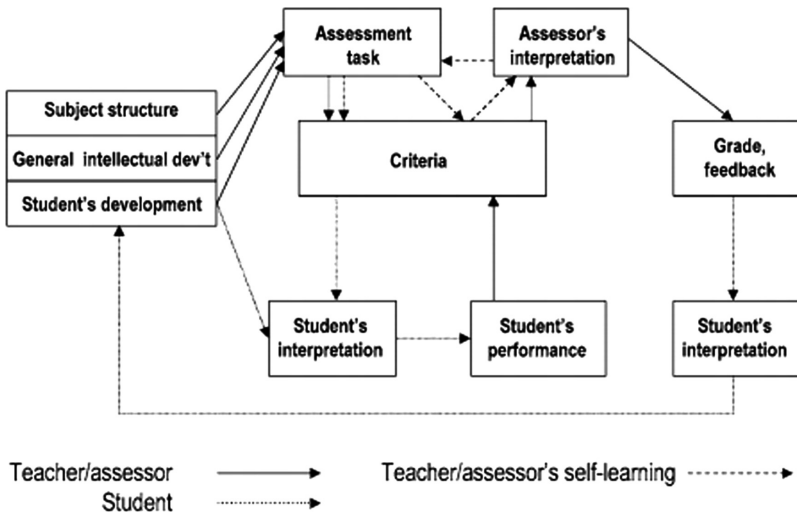 Assessment
task
Assessor's
interpretation
Subject structure
General intellectual dev't
Student's development
Criteria
Grade,
feedback
Student's
interpretation
Student's
performance
Student's
interpretation
Teacher/assessor
Teacher/assessor's self-learning
Student